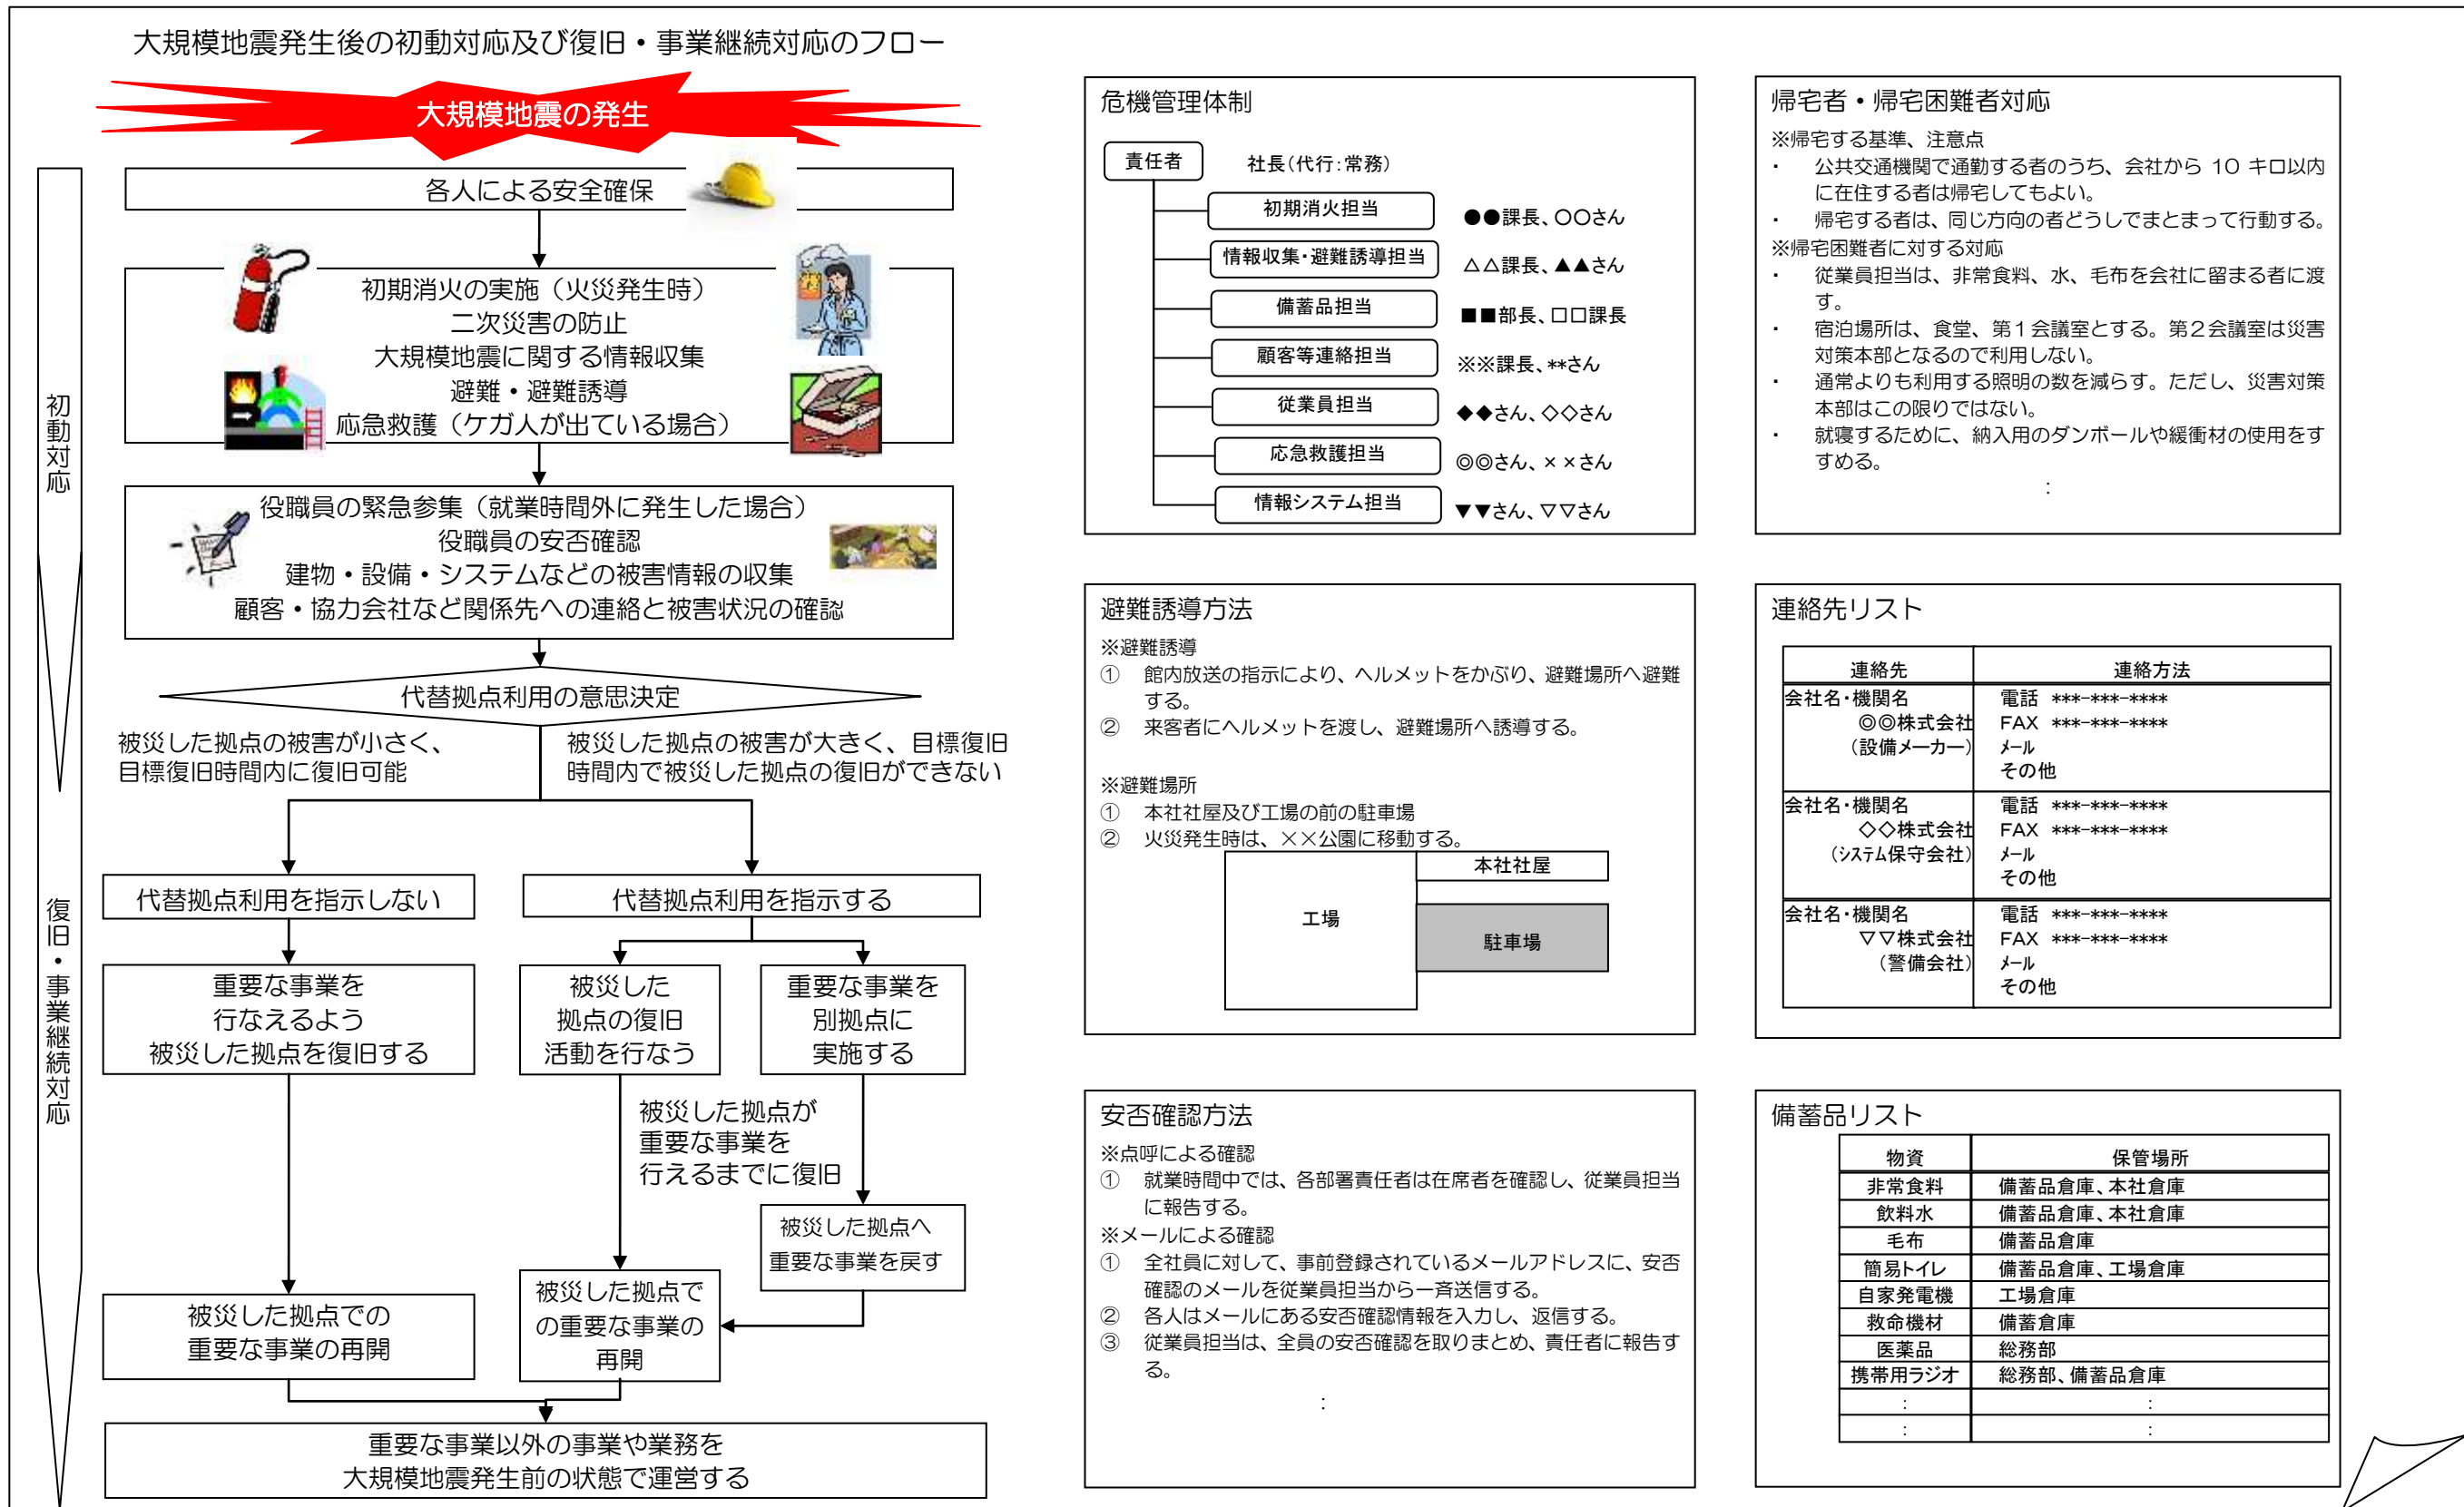 大規模地震発生後の初動対応及び復旧・事業継続対応のフロー
大規模地震の発生
初動対応
復旧・事業継続対応
各人による安全確保
初期消火の実施（火災発生時）
二次災害の防止
大規模地震に関する情報収集
避難・避難誘導
応急救護（ケガ人が出ている場合）
役職員の緊急参集（就業時間外に発生した場合）
役職員の安否確認
建物・設備・システムなどの被害情報の収集
顧客・協力会社など関係先への連絡と被害状況の確認
代替拠点利用の意思決定
被災した拠点の被害が小さく、
目標復旧時間内に復旧可能
被災した拠点の被害が大きく、目標復旧
時間内で被災した拠点の復旧ができない
代替拠点利用を指示しない
代替拠点利用を指示する
重要な事業を
行なえるよう
被災した拠点を復旧する
被災した
拠点の復旧
活動を行なう
重要な事業を
別拠点に
実施する
被災した拠点が
重要な事業を
行えるまでに復旧
被災した拠点へ
重要な事業を戻す
被災した拠点での
重要な事業の再開
被災した拠点で
の重要な事業の
再開
重要な事業以外の事業や業務を
大規模地震発生前の状態で運営する
危機管理体制
責任者 社長（代行：常務）
初期消火担当 ●●課長、○○さん
情報収集・避難誘導担当 △△課長、▲▲さん
備蓄品担当 ■■部長、□□課長
顧客等連絡担当 ※※課長、**さん
従業員担当 ◆◆さん、◇◇さん
応急救護担当 ◎◎さん、××さん
情報システム担当 ▼▼さん、▽▽さん
避難誘導方法
※避難誘導
① 館内放送の指示により、ヘルメットをかぶり、避難場所へ避難
する。
② 来客者にヘルメットを渡し、避難場所へ誘導する。
※避難場所
① 本社社屋及び工場の前の駐車場
② 火災発生時は、××公園に移動する。
本社社屋
工場
駐車場
安否確認方法
※点呼による確認
① 就業時間中では、各部署責任者は在席者を確認し、従業員担当
に報告する。
※メールによる確認
① 全社員に対して、事前登録されているメールアドレスに、安否
確認のメールを従業員担当から一斉送信する。
② 各人はメールにある安否確認情報を入力し、返信する。
③ 従業員担当は、全員の安否確認を取りまとめ、責任者に報告す
る。
：
帰宅者・帰宅困難者対応
※帰宅する基準、注意点
・ 公共交通機関で通勤する者のうち、会社から 10 キロ以内
に在住する者は帰宅してもよい。
・ 帰宅する者は、同じ方向の者どうしでまとまって行動する。
※帰宅困難者に対する対応
・ 従業員担当は、非常食料、水、毛布を会社に留まる者に渡
す。
・ 宿泊場所は、食堂、第１会議室とする。第２会議室は災害
対策本部となるので利用しない。
・ 通常よりも利用する照明の数を減らす。ただし、災害対策
本部はこの限りではない。
・ 就寝するために、納入用のダンボールや緩衝材の使用をす
すめる。
：
連絡先リスト
連絡先 連絡方法
会社名・機関名 電話 ***-***-****
◎◎株式会社 FAX ***-***-****
（設備メーカー） メール
その他
会社名・機関名 電話 ***-***-****
◇◇株式会社 FAX ***-***-****
（システム保守会社） メール
その他
会社名・機関名 電話 ***-***-****
▽▽株式会社 FAX ***-***-****
（警備会社） メール
その他
備蓄品リスト
物資 保管場所
非常食料 備蓄品倉庫、本社倉庫
飲料水 備蓄品倉庫、本社倉庫
毛布 備蓄品倉庫
簡易トイレ 備蓄品倉庫、工場倉庫
自家発電機 工場倉庫
救命機材 備蓄倉庫
医薬品 総務部
携帯用ラジオ 総務部、備蓄品倉庫
： ：
： ：